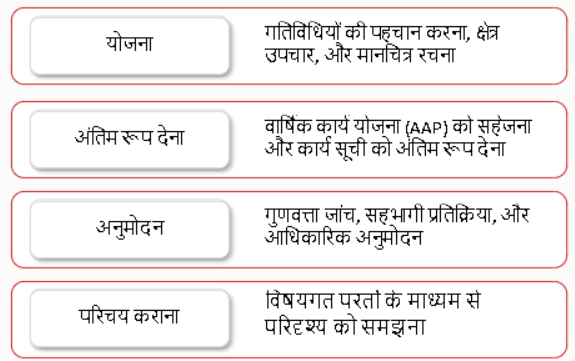 योजना
गतिविधियों की पहचान करना, क्षेत्र
उपचार, और मानचित्र रचना
अंतिम रूप देना
वार्षिक कार्य योजना (AAP) को सहेजना
और कार्य सूची को अंतिम रूप देना
अनुमोदन
गुणवत्ता जांच, सहभागी प्रतिक्रिया, और
आधिकारिक अनुमोदन
परिचय कराना
विषयगत परतों के माध्यम से
परिदृश्य को समझना